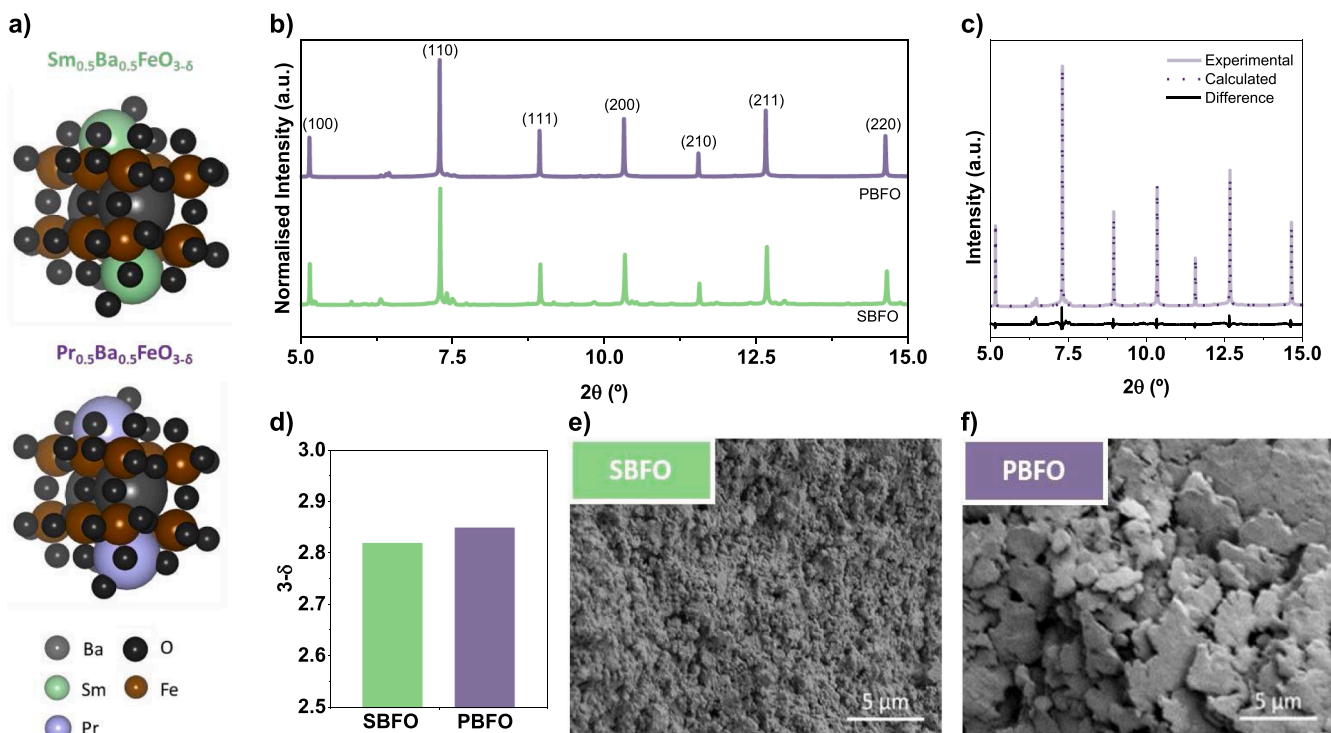 a)
Sm0.5Ba0.5FeO3-δ
Pr0.5Ba0.5FeO3-δ
Ba
O
Sm
Fe
Pr
b)
Normalised Intensity (a.u.)
(100)
(110)
(111)
(200)
(210)
(211)
(220)
PBFO
SBFO
5.0 7.5 10.0 12.5 15.0
2θ (º)
c)
Experimental
Calculated
Difference
Intensity (a.u.)
5.0 7.5 10.0 12.5 15.0
2θ (º)
d)
3-δ
3.0
2.9
2.8
2.7
2.6
2.5
SBFO PBFO
e)
SBFO
5 µm
f)
PBFO
5 µm